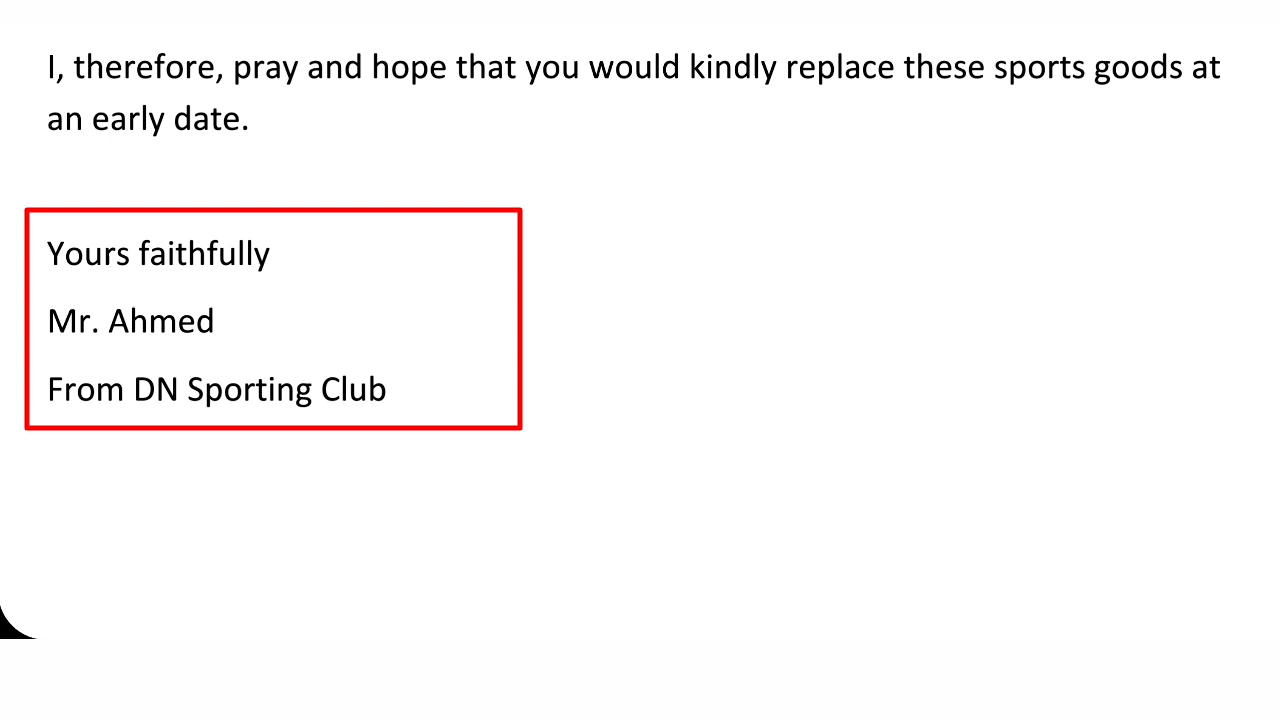 I, therefore, pray and hope that you would kindly replace these sports goods at
an early date.
Yours faithfully
Mr. Ahmed
From DN Sporting Club